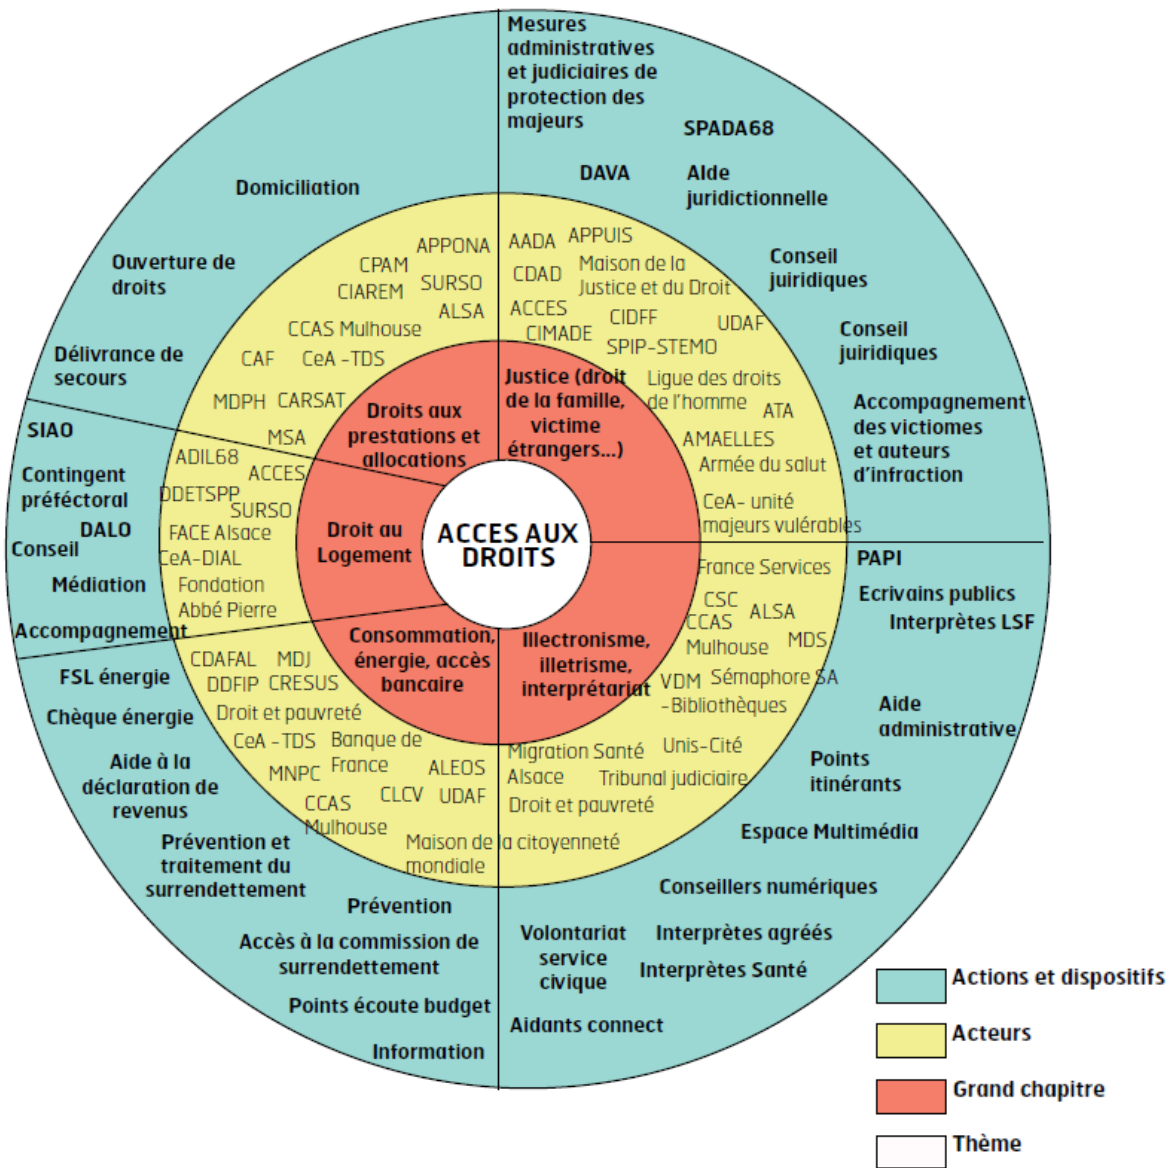 Mesures
administratives
et judiciaires de
protection des
majeurs
SPADA68
DAVA
AIde
juridictionnelle
Conseil
juiridiques
Conseil
juiridiques
Accompagnement
des victiomes
et auteurs
d'infraction
Domiciliation
Ouverture de
droits
Délivrance de
secours
APPONA
CPAM
CIAREM
SURSO
ALSA
CCAS Mulhouse
CAF
CeA -TDS
MDPH
CARSAT
MSA
AADA
APPUIS
CDAD
Maison de la
Justice et du Droit
ACCES
CIDFF
UDAF
CIMADE
SPIP-STEMO
Ligue des droits
de l'homme
ATA
AMAELLES
Armée du salut
CeA- unité
majeurs vulérables
Droits aux
prestations et
allocations
Justice (droit
de la famille,
victime
étrangers...)
SIAO
Contingent
préféctoral
DALO
Conseil
Médiation
Accompagnement
ADIL68
ACCES
DDETSPP
SURSO
FACE Alsace
CeA-DIAL
Fondation
Abbé Pierre
Droit au
Logement
ACCES AUX
DROITS
Consommation,
énergie, accès
bancaire
Illectronisme,
illetrisme,
interprétariat
France Services
CSC
ALSA
CCAS
Mulhouse
MDS
VDM
-Bibliothèques
Sémaphore SA
Migration Santé
Alsace
Unis-Cité
Tribunal judiciaire
Droit et pauvreté
PAPI
Ecrivains publics
Interprètes LSF
Aide
administrative
Points
itinérants
Espace Multimédia
Conseillers numériques
Volontariat
service
civique
Interprètes agréés
Interprètes Santé
Aidants connect
CDAFAL
MDJ
DDFIP
CRESUS
Droit et pauvreté
CeA -TDS
Banque de
France
MNPC
ALEOS
CCAS
Mulhouse
CLCV
UDAF
Maison de la citoyenneté
mondiale
FSL énergie
Chèque énergie
Aide à la
déclaration de
revenus
Prévention et
traitement du
surrendettement
Prévention
Accès à la commission de
surrendettement
Points écoute budget
Information
Actions et dispositifs
Acteurs
Grand chapitre
Thème